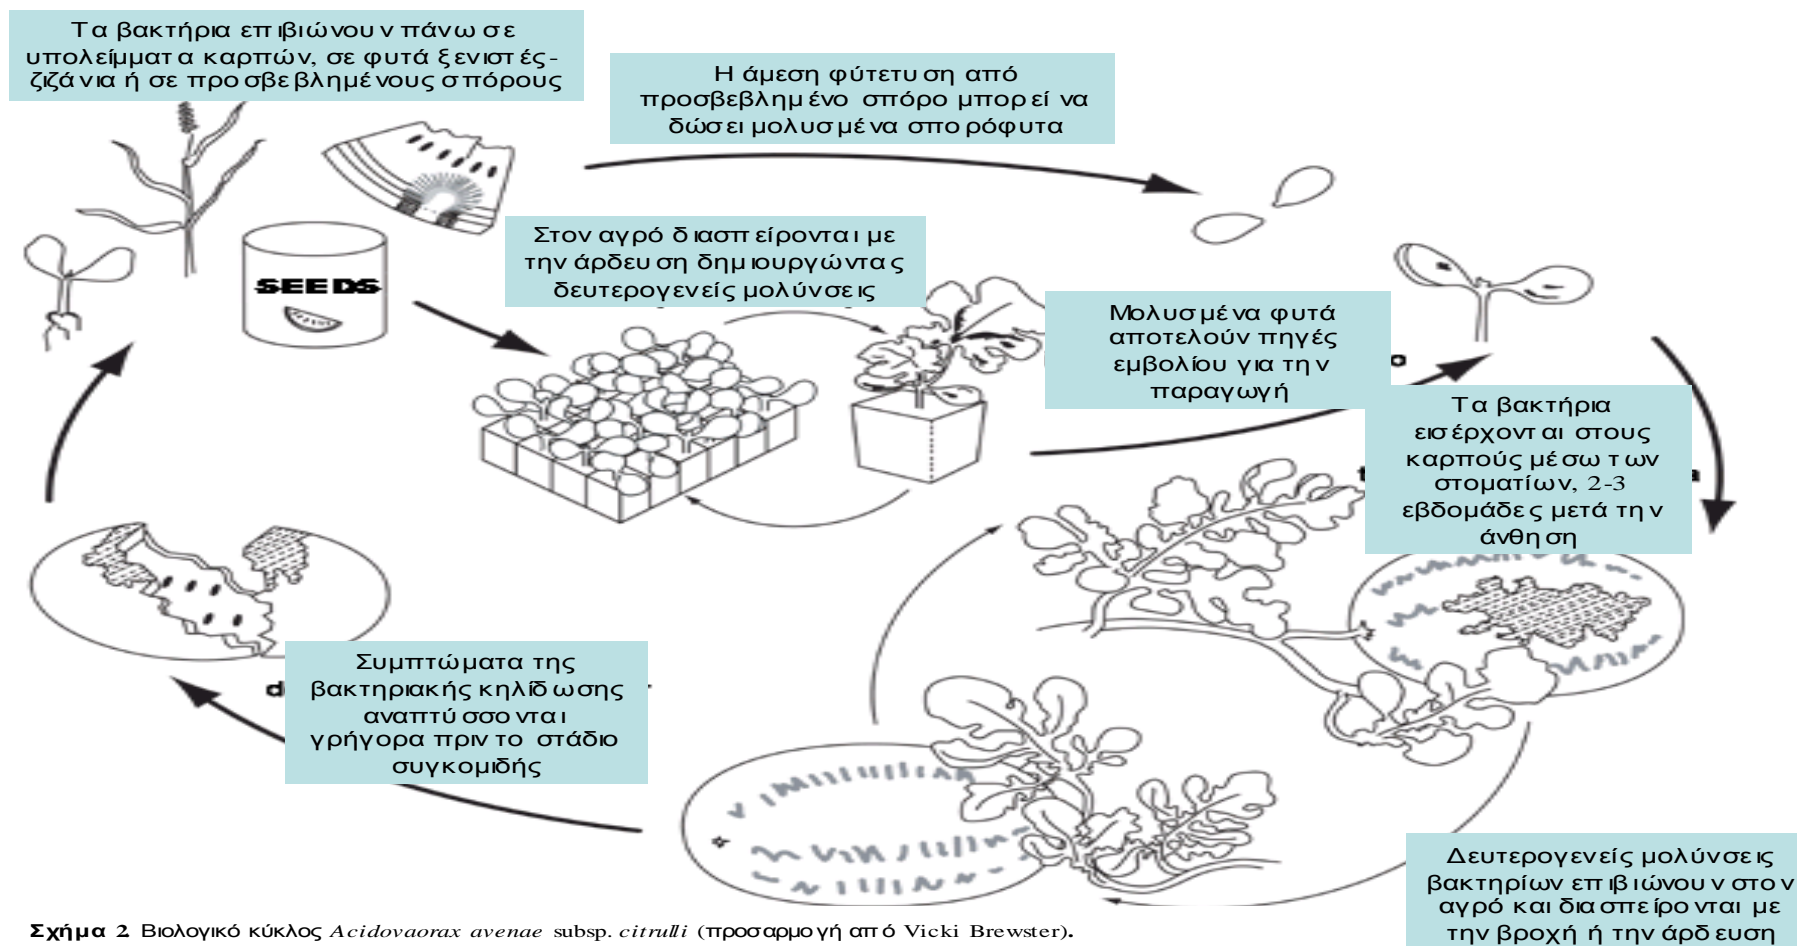 Τα βακτήρια επιβιώνουν πάνω σε
υπολείμματα καρπών, σε φυτά ξενιστές-
ζιζάνια ή σε προσβεβλημένους σπόρους
Η άμεση φύτετυση από
προσβεβλημένο σπόρο μπορεί να
δώσει μολυσμένα σπορόφυτα
Στον αγρό διασπείρονται με
την άρδευση δημιουργώντας
δευτερογενείς μολύνσεις
SEEDS
Μολυσμένα φυτά
αποτελούν πηγές
εμβολίου για την
παραγωγή
Τα βακτήρια
εισέρχονται στους
καρπούς μέσω των
στοματίων, 2-3
εβδομάδες μετά την
άνθηση
Συμπτώματα της
βακτηριακής κηλίδωσης
αναπτύσσονται
γρήγορα πριν το στάδιο
συγκομιδής
Δευτερογενείς μολύνσεις
βακτηρίων επιβιώνουν στον
αγρό και διασπείρονται με
την βροχή ή την άρδευση
Σχήμα 2 Βιολογικό κύκλος Acidovaorax avenae subsp. citrulli (προσαρμογή από Vicki Brewster).